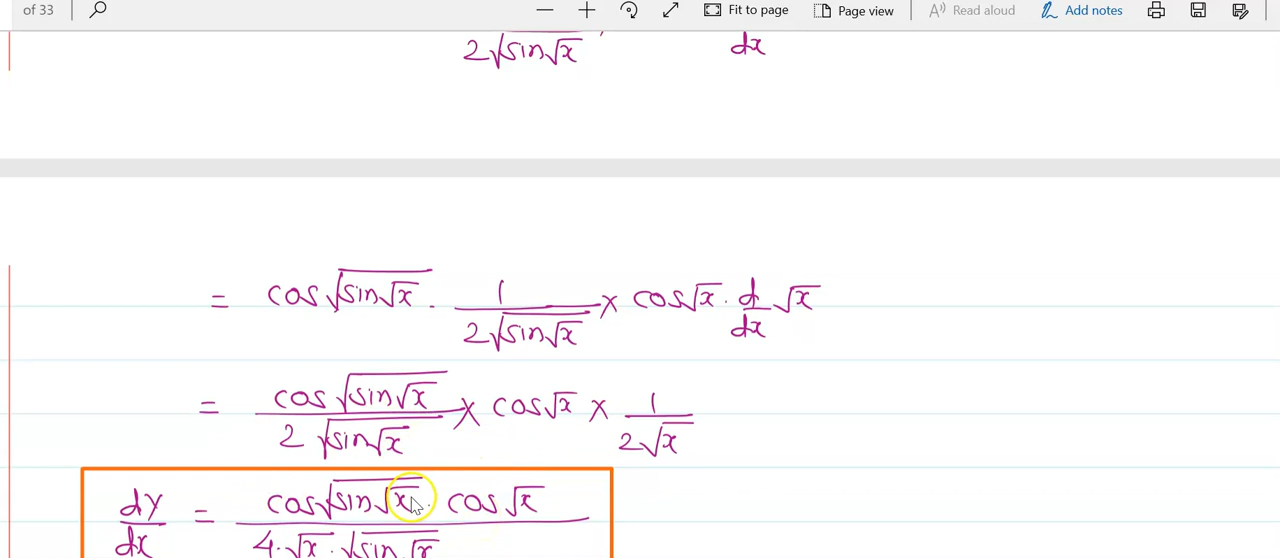 of 33 Fit to page Page view Read aloud Add notes
2√sin√x dx
= cos√sin√x . 1/2√sin√x × cos√x . d/dx √x
= cos√sin√x / 2√sin√x × cos√x × 1/2√x
dy/dx = cos√sin√x . cos√x / 4.√x.√sin√x